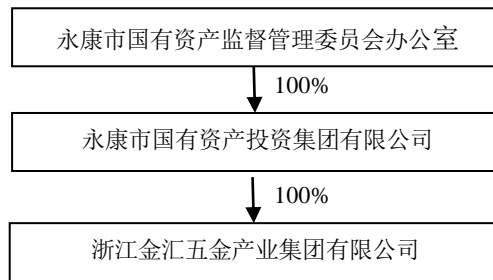 永康市国有资产监督管理委员会办公室
100%
永康市国有资产投资集团有限公司
100%
浙江金汇五金产业集团有限公司